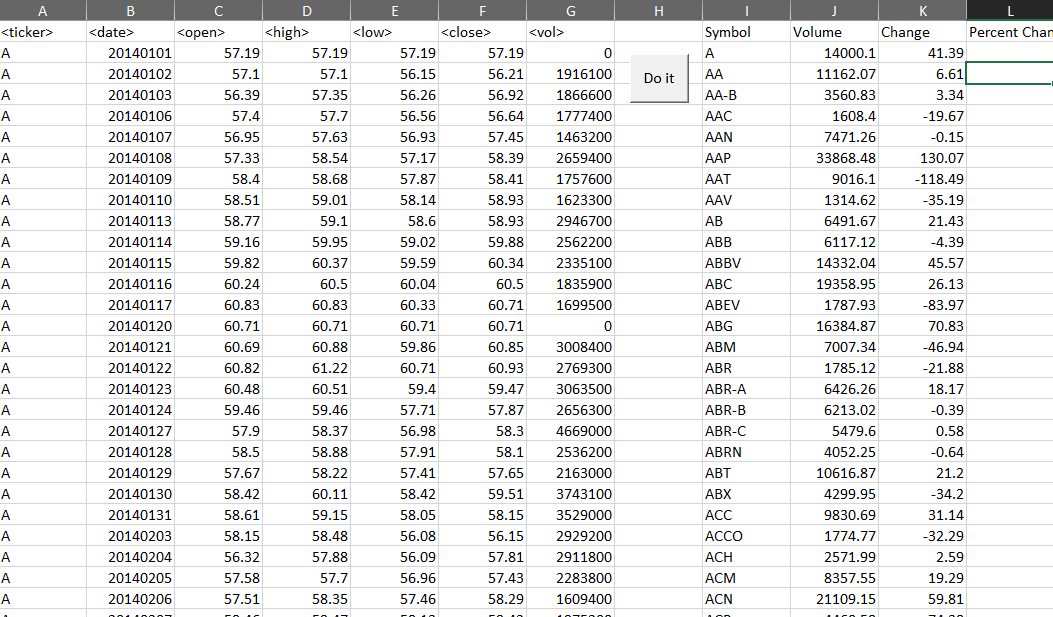 A B C D E F G H I J K L
<ticker> <date> <open> <high> <low> <close> <vol> Symbol Volume Change Percent Chan
A 20140101 57.19 57.19 57.19 57.19 0 A 14000.1 41.39
A 20140102 57.1 57.1 56.15 56.21 1916100 Do it AA 11162.07 6.61
A 20140103 56.39 57.35 56.26 56.92 1866600 AA-B 3560.83 3.34
A 20140106 57.4 57.7 56.56 56.64 1777400 AAC 1608.4 -19.67
A 20140107 56.95 57.63 56.93 57.45 1463200 AAN 7471.26 -0.15
A 20140108 57.33 58.54 57.17 58.39 2659400 AAP 33868.48 130.07
A 20140109 58.4 58.68 57.87 58.41 1757600 AAT 9016.1 -118.49
A 20140110 58.51 59.01 58.14 58.93 1623300 AAV 1314.62 -35.19
A 20140113 58.77 59.1 58.6 58.93 2946700 AB 6491.67 21.43
A 20140114 59.16 59.95 59.02 59.88 2562200 ABB 6117.12 -4.39
A 20140115 59.82 60.37 59.59 60.34 2335100 ABBV 14332.04 45.57
A 20140116 60.24 60.5 60.04 60.5 1835900 ABC 19358.95 26.13
A 20140117 60.83 60.83 60.33 60.71 1699500 ABEV 1787.93 -83.97
A 20140120 60.71 60.71 60.71 60.71 0 ABG 16384.87 70.83
A 20140121 60.69 60.88 59.86 60.85 3008400 ABM 7007.34 -46.94
A 20140122 60.82 61.22 60.71 60.93 2769300 ABR 1785.12 -21.88
A 20140123 60.48 60.51 59.4 59.47 3063500 ABR-A 6426.26 18.17
A 20140124 59.46 59.46 57.71 57.87 2656300 ABR-B 6213.02 -0.39
A 20140127 57.9 58.37 56.98 58.3 4669000 ABR-C 5479.6 0.58
A 20140128 58.5 58.88 57.91 58.1 2536200 ABRN 4052.25 -0.64
A 20140129 57.67 58.22 57.41 57.65 2163000 ABT 10616.87 21.2
A 20140130 58.42 60.11 58.42 59.51 3743100 ABX 4299.95 -34.2
A 20140131 58.61 59.15 58.05 58.15 3529000 ACC 9830.69 31.14
A 20140203 58.15 58.48 56.08 56.15 2929200 ACCO 1774.77 -32.29
A 20140204 56.32 57.88 56.09 57.81 2911800 ACH 2571.99 2.59
A 20140205 57.58 57.7 56.96 57.43 2283800 ACM 8357.55 19.29
A 20140206 57.51 58.35 57.46 58.29 1609400 ACN 21109.15 59.81